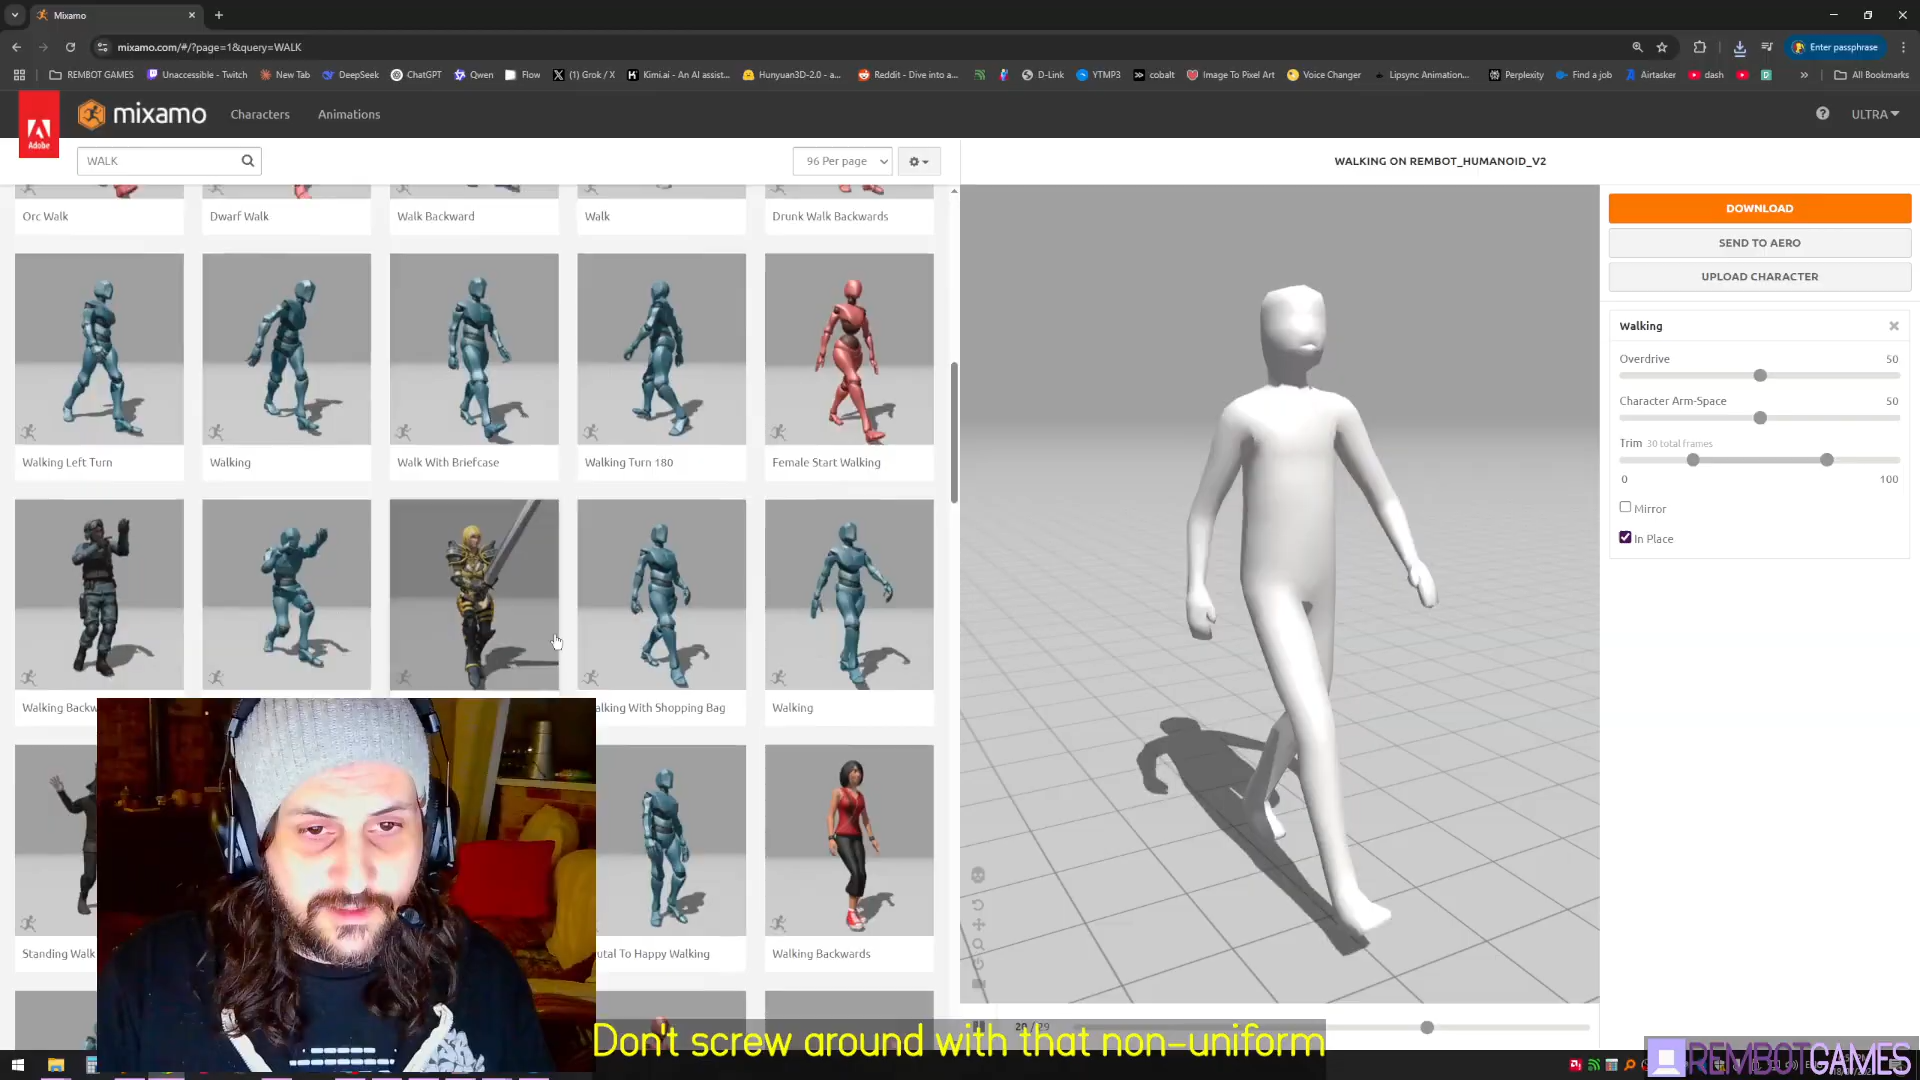 Mixamo
mixamo.com/#/?page=1&query=WALK
Enter passphrase
REMBOT GAMES
Unaccessible - Twitch
New Tab
DeepSeek
ChatGPT
Qwen
Flow
(1) Grok / X
Kimi.ai - An AI assist...
Hunyuan3D-2.0 - a...
Reddit - Dive into a...
D-Link
YTMP3
cobalt
Image To Pixel Art
Voice Changer
Lipsync Animation...
Perplexity
Find a job
Airtasker
dash
All Bookmarks
Adobe
mixamo
Characters
Animations
ULTRA
WALK
96 Per page
WALKING ON REMBOT_HUMANOID_V2
Orc Walk
Dwarf Walk
Walk Backward
Walk
Drunk Walk Backwards
DOWNLOAD
SEND TO AERO
UPLOAD CHARACTER
Walking
Overdrive
50
Character Arm-Space
50
Trim 30 total frames
0
100
Mirror
In Place
Walking Left Turn
Walking
Walk With Briefcase
Walking Turn 180
Female Start Walking
Walking Backw
alking With Shopping Bag
Walking
Standing Walk
utal To Happy Walking
Walking Backwards
Don't screw around with that non-uniform
REMBOTGAMES